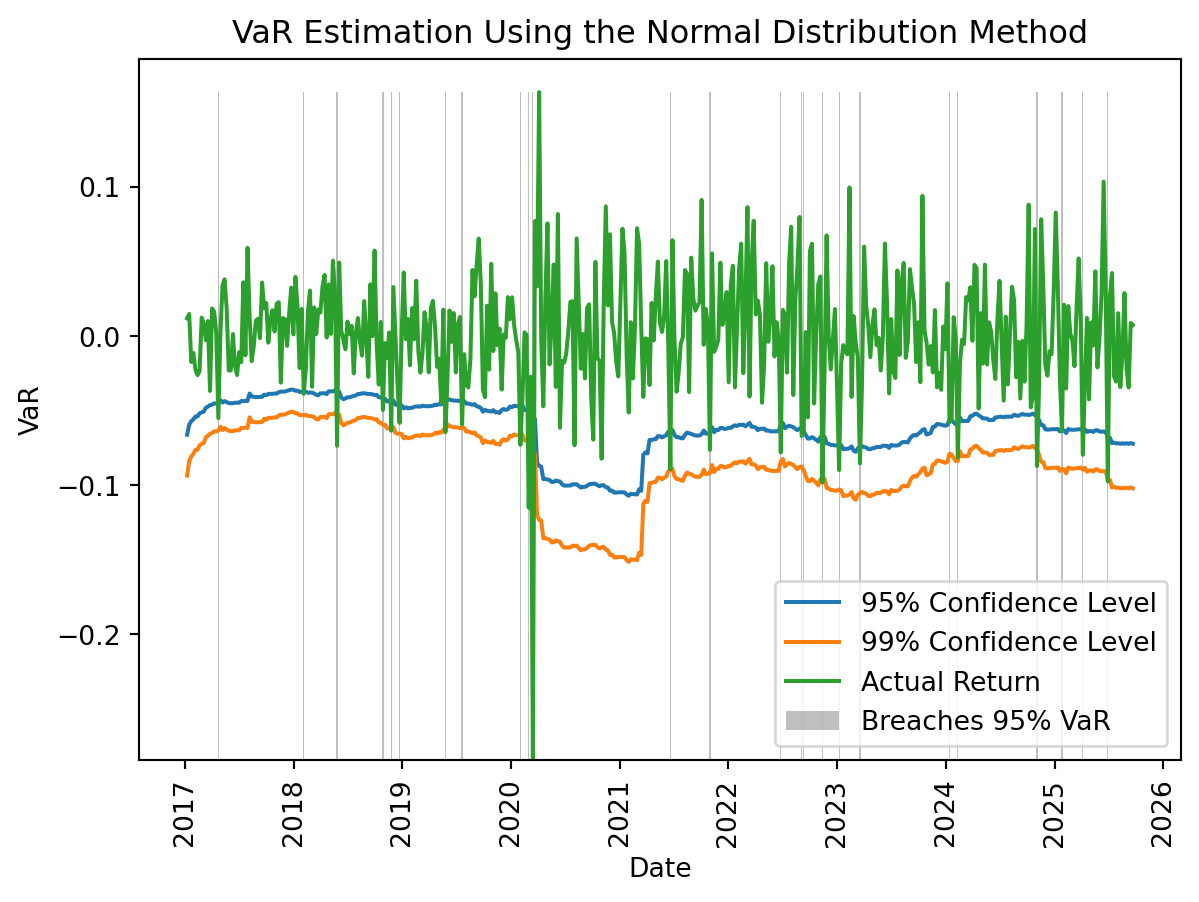 VaR Estimation Using the Normal Distribution Method
VaR
0.1
0.0
−0.1
−0.2
95% Confidence Level
99% Confidence Level
Actual Return
Breaches 95% VaR
2017
2018
2019
2020
2021
2022
2023
2024
2025
2026
Date